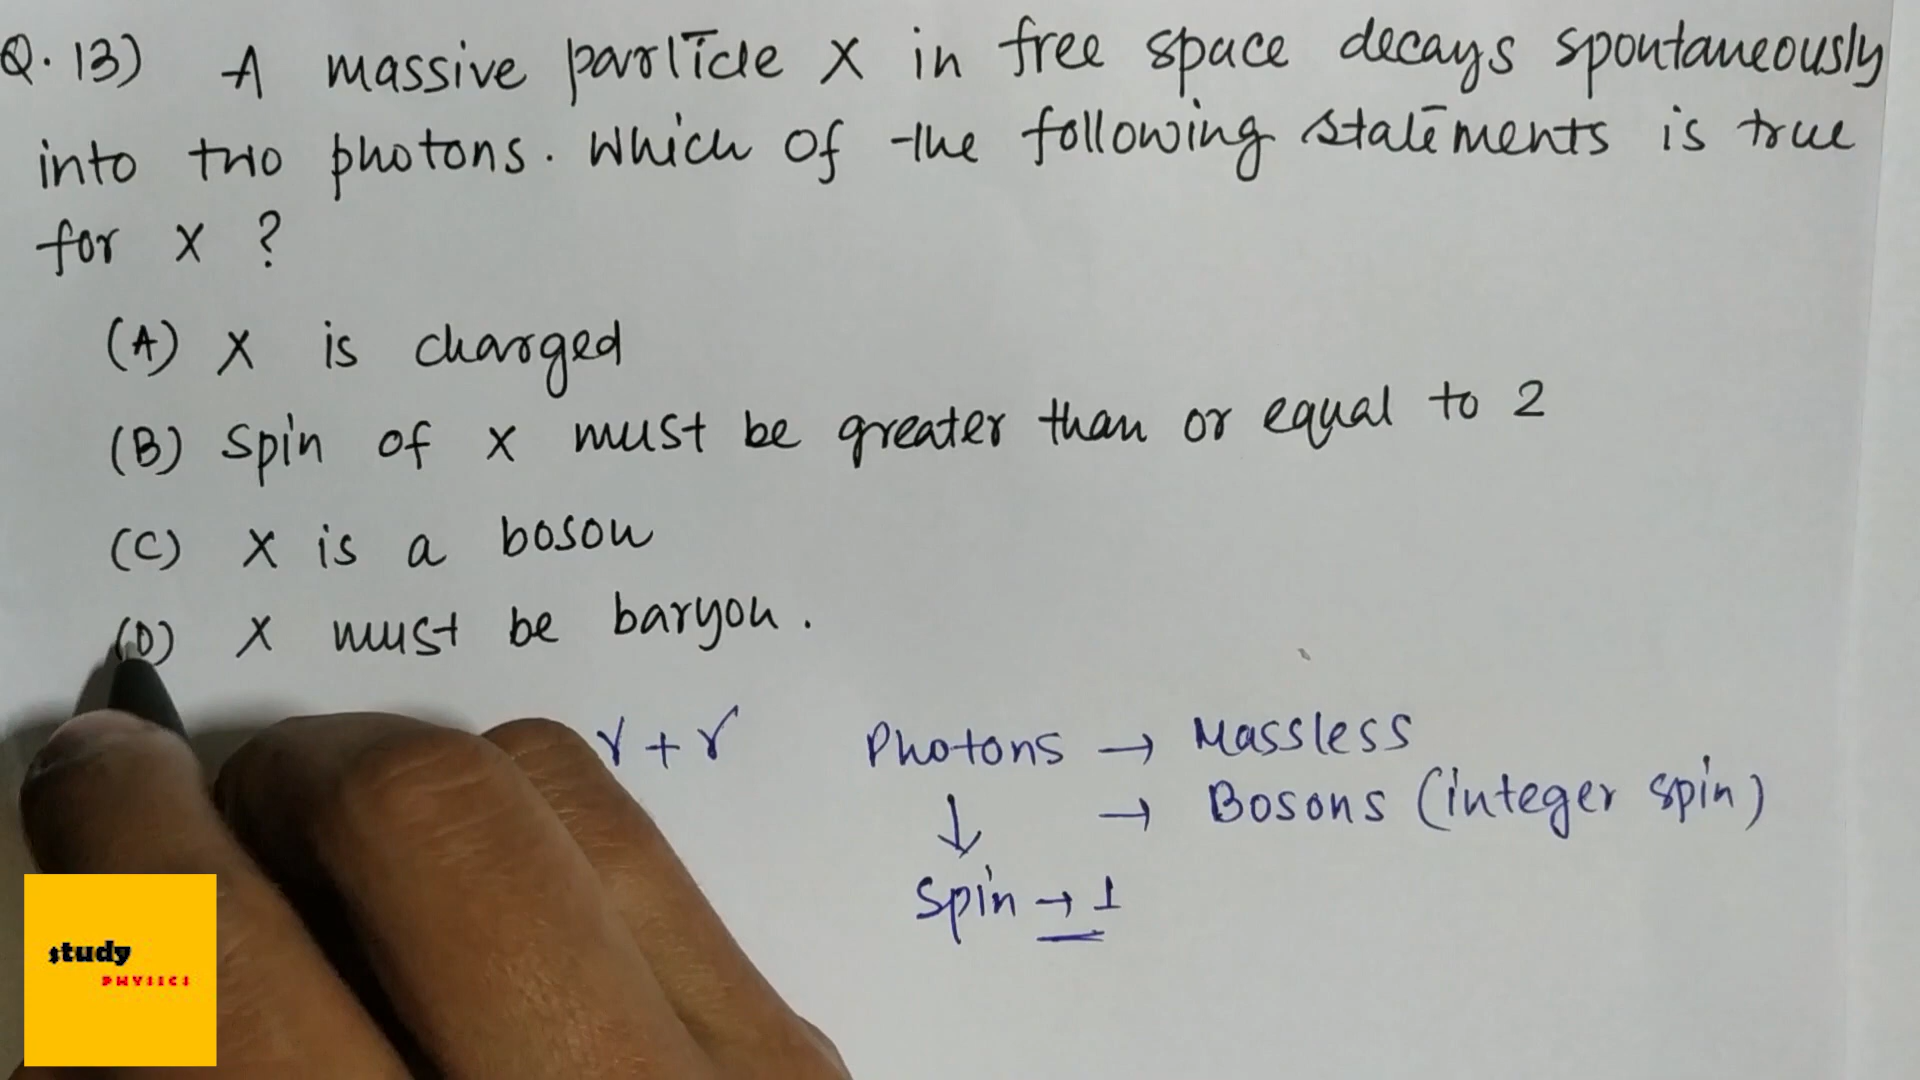 Q. 13) A massive particle X in free space decays spontaneously
into two photons. Which of the following statements is true
for X ?
(A) X is charged
(B) Spin of X must be greater than or equal to 2
(C) X is a boson
(D) X must be baryon.
γ + γ Photons → Massless
↓ → Bosons (integer spin)
Spin → 1
study
PHYSICS